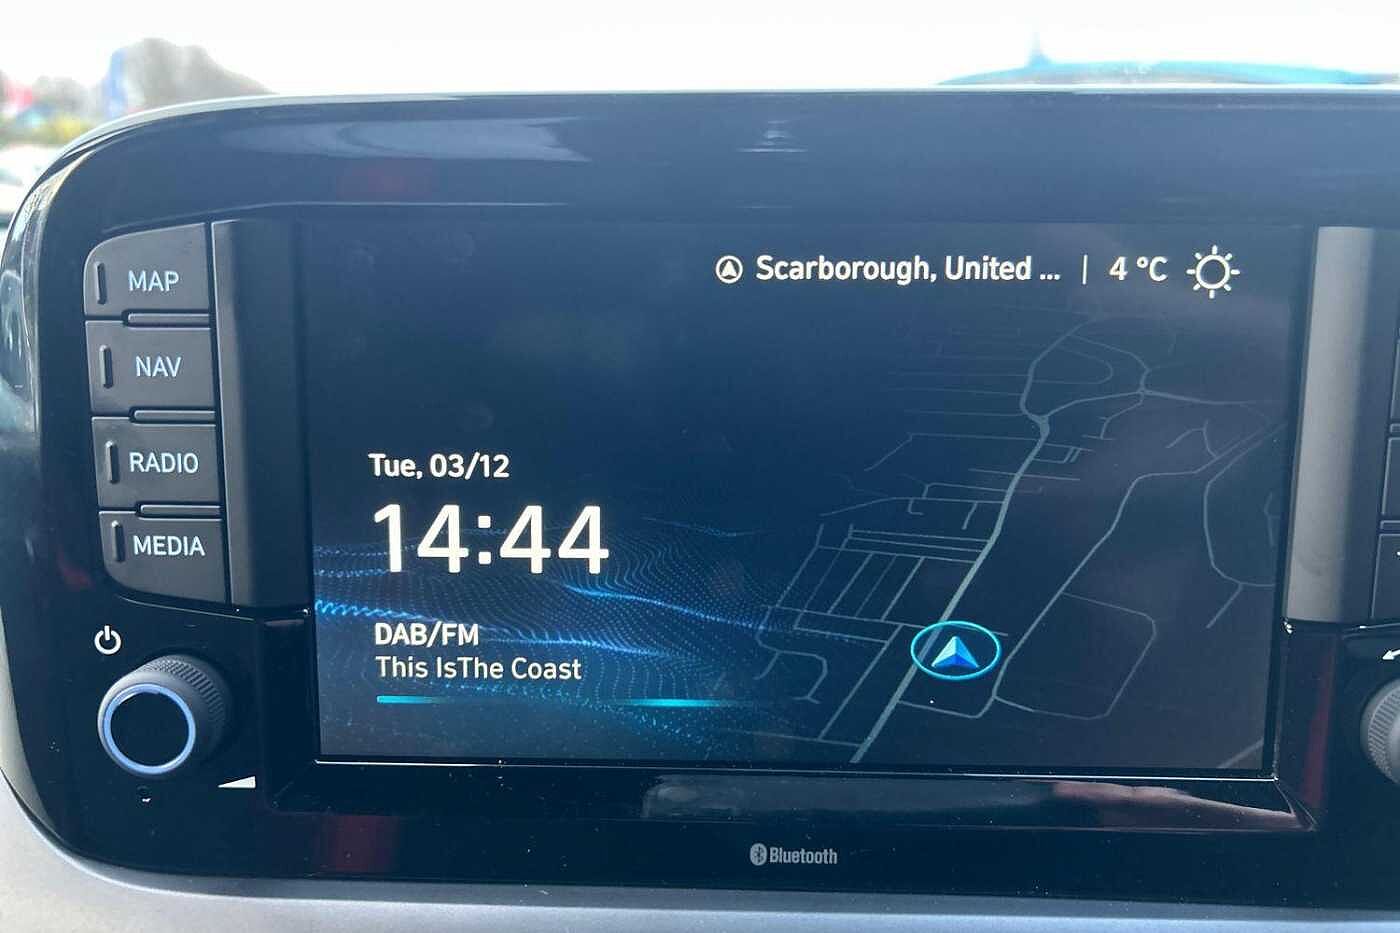 Scarborough, United ... | 4 °C
MAP
NAV
RADIO
MEDIA
Tue, 03/12
14:44
DAB/FM
This IsThe Coast
Bluetooth